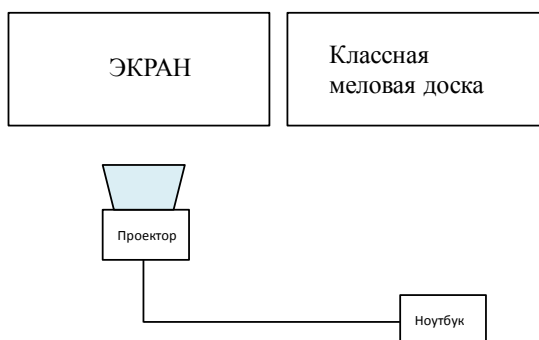 ЭКРАН
Классная
меловая доска
Проектор
Ноутбук